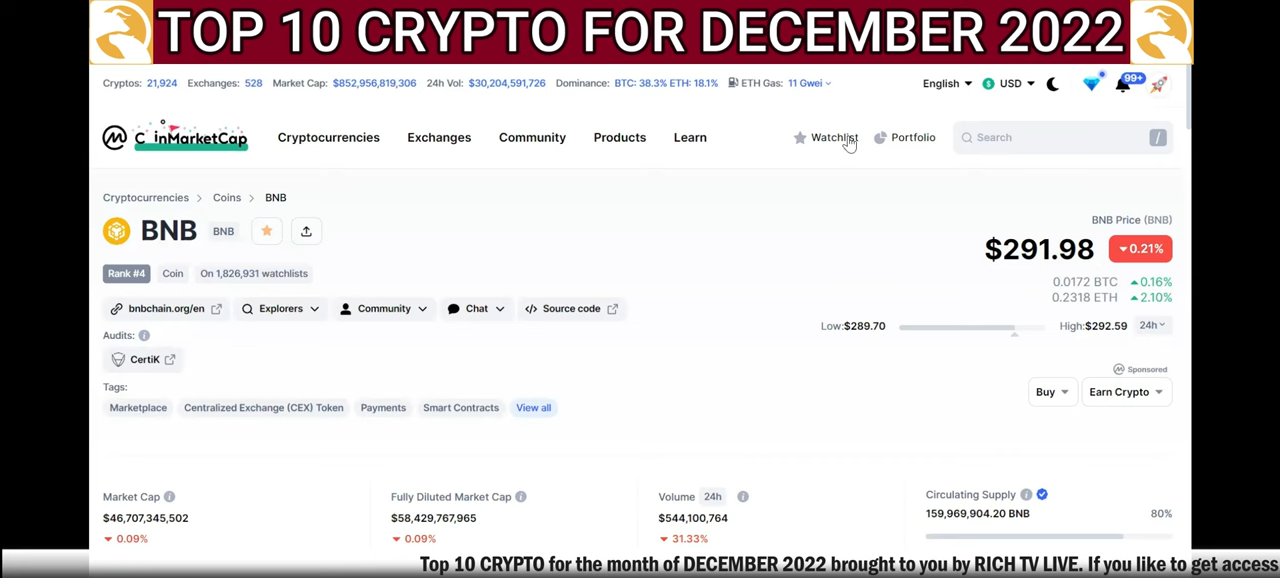 TOP 10 CRYPTO FOR DECEMBER 2022
Cryptos: 21,924 Exchanges: 528 Market Cap: $852,956,819,306 24h Vol: $30,204,591,726 Dominance: BTC: 38.3% ETH: 18.1% ETH Gas: 11 Gwei English USD 99+
CoinMarketCap Cryptocurrencies Exchanges Community Products Learn Watchlist Portfolio Search /
Cryptocurrencies > Coins > BNB
BNB BNB
BNB Price (BNB)
$291.98 0.21%
Rank #4 Coin On 1,826,931 watchlists
0.0172 BTC 0.16%
0.2318 ETH 2.10%
bnbchain.org/en Explorers Community Chat Source code
Low:$289.70 High:$292.59 24h
Audits:
CertiK
Sponsored
Tags:
Buy Earn Crypto
Marketplace Centralized Exchange (CEX) Token Payments Smart Contracts View all
Market Cap Fully Diluted Market Cap Volume 24h Circulating Supply
$46,707,345,502 $58,429,767,965 $544,100,764 159,969,904.20 BNB 80%
0.09% 0.09% 31.33%
Top 10 CRYPTO for the month of DECEMBER 2022 brought to you by RICH TV LIVE. If you like to get access